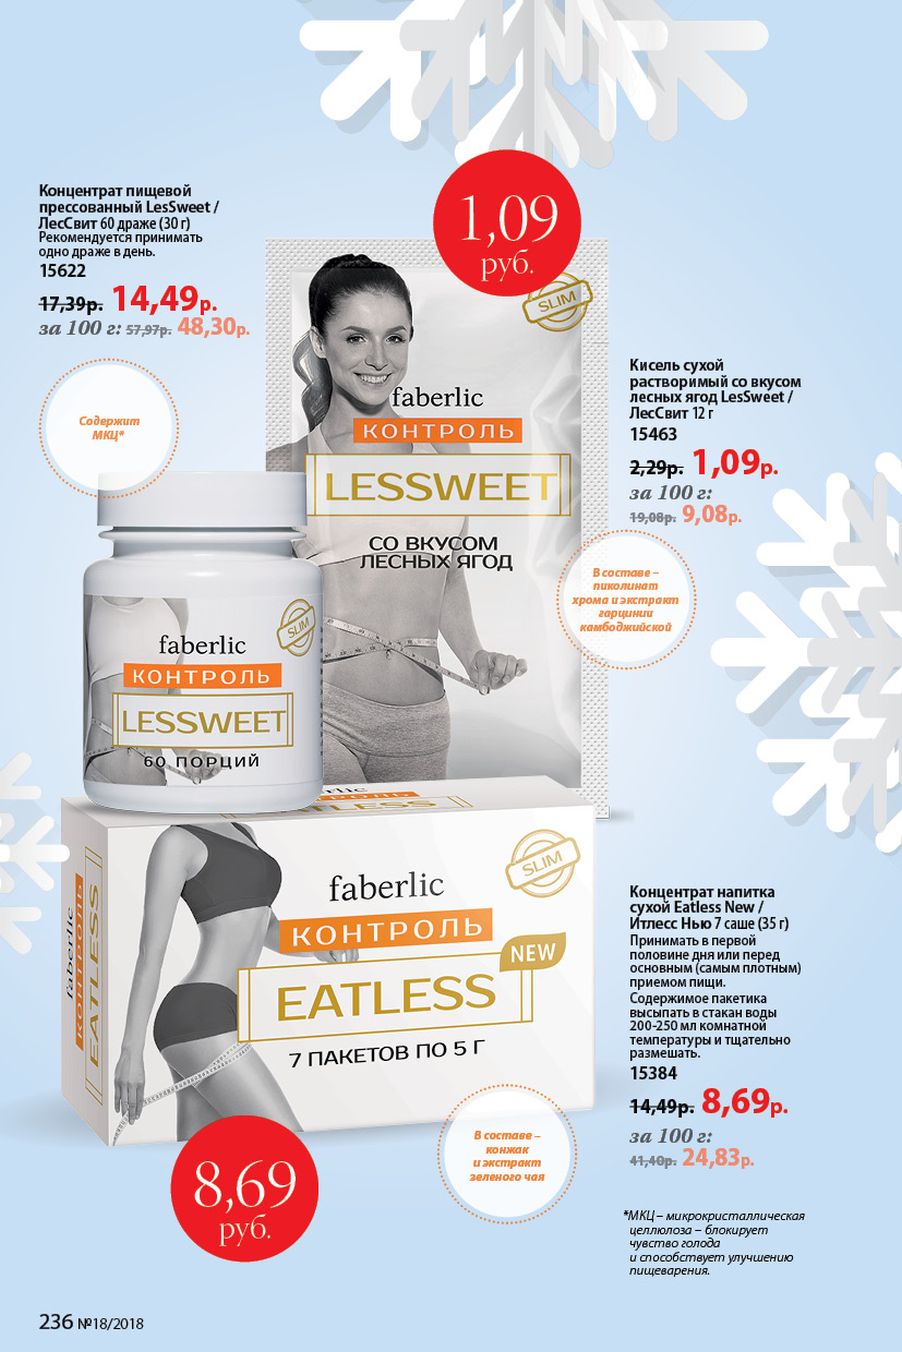 Концентрат пищевой
прессованный LesSweet /
ЛесСвит 60 драже (30 г)
Рекомендуется принимать
одно драже в день.
15622
17,39р. 14,49р.
за 100 г: 57,97р. 48,30р.
Содержит
МКЦ*
1,09
руб.
SLIM
faberlic
КОНТРОЛЬ
LESSWEET
СО ВКУСОМ
ЛЕСНЫХ ЯГОД
Кисель сухой
растворимый со вкусом
лесных ягод LesSweet /
ЛесСвит 12 г
15463
2,29р. 1,09р.
за 100 г:
19,08р. 9,08р.
В составе –
пиколинат
хрома и экстракт
гарцинии
камбоджийской
SLIM
faberlic
КОНТРОЛЬ
LESSWEET
60 ПОРЦИЙ
faberlic
КОНТРОЛЬ
EATLESS
faberlic
КОНТРОЛЬ
EATLESS
SLIM
faberlic
КОНТРОЛЬ
NEW
EATLESS
7 ПАКЕТОВ ПО 5 Г
Концентрат напитка
сухой Eatless New /
Итлесс Нью 7 саше (35 г)
Принимать в первой
половине дня или перед
основным (самым плотным)
приемом пищи.
Содержимое пакетика
высыпать в стакан воды
200-250 мл комнатной
температуры и тщательно
размешать.
15384
14,49р. 8,69р.
за 100 г:
41,40р. 24,83р.
В составе –
конжак
и экстракт
зеленого чая
8,69
руб.
*МКЦ – микрокристаллическая
целлюлоза – блокирует
чувство голода
и способствует улучшению
пищеварения.
236 №18/2018